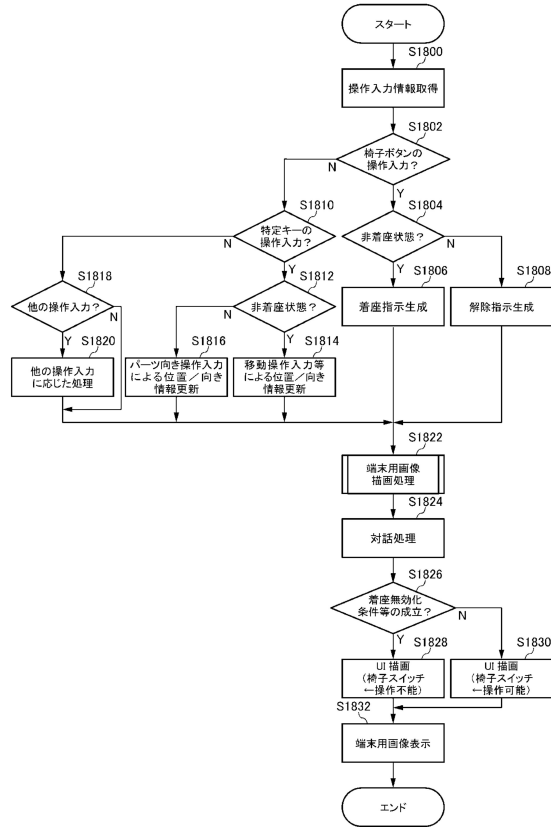 スタート
S1800
操作入力情報取得
S1802
椅子ボタンの
操作入力？
N
Y
S1810
特定キーの
操作入力？
N
Y
S1804
非着座状態？
N
Y
S1818
他の操作入力？
N
Y
S1812
非着座状態？
N
Y
S1806
着座指示生成
S1808
解除指示生成
S1820
他の操作入力
に応じた処理
S1816
パーツ向き操作入力
による位置／向き
情報更新
S1814
移動操作入力等
による位置／向き
情報更新
S1822
端末用画像
描画処理
S1824
対話処理
S1826
着座無効化
条件等の成立？
N
Y
S1828
UI描画
(椅子スイッチ
←操作不能)
S1830
UI描画
(椅子スイッチ
←操作可能)
S1832
端末用画像表示
エンド